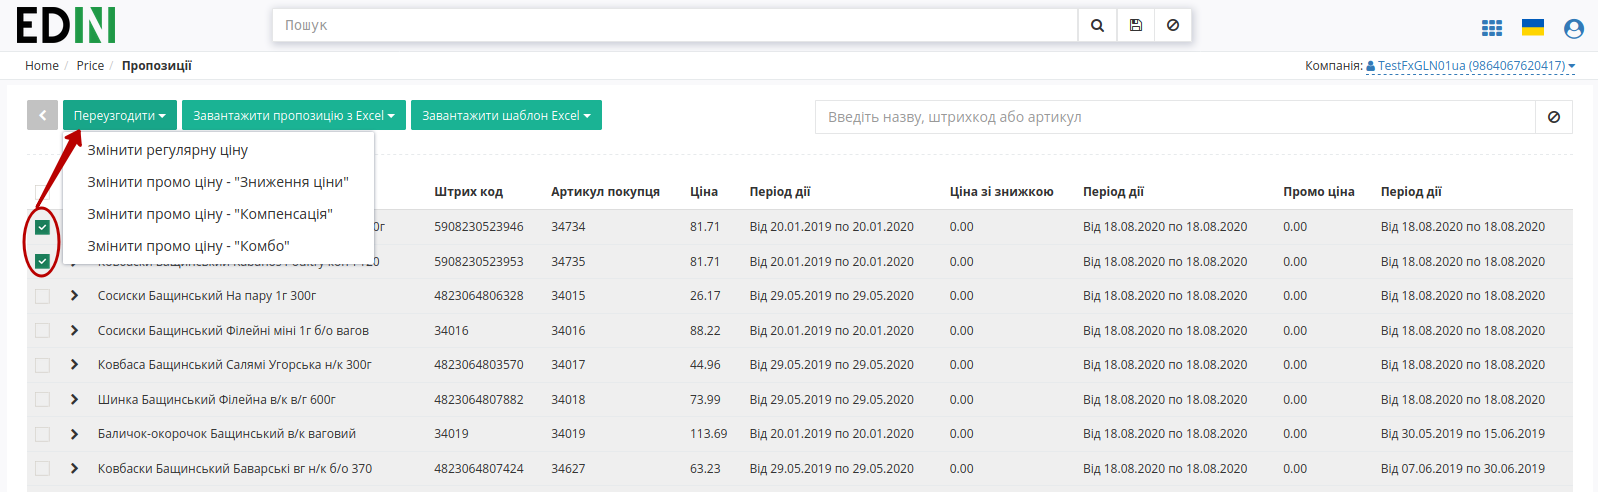 EDIN
Пошук
Home / Price / Пропозиції
Компанія: TestFxGLN01ua (9864067620417)
Переузгодити Завантажити пропозицію з Excel Завантажити шаблон Excel
Введіть назву, штрихкод або артикул
Змінити регулярну ціну
Змінити промо ціну - "Зниження ціни"
Змінити промо ціну - "Компенсація"
Змінити промо ціну - "Комбо"
Штрих код Артикул покупця Ціна Період дії Ціна зі знижкою Період дії Промо ціна Період дії
0г 5908230523946 34734 81.71 Від 20.01.2019 по 20.01.2020 0.00 Від 18.08.2020 по 18.08.2020 0.00 Від 18.08.2020 по 18.08.2020
5908230523953 34735 81.71 Від 20.01.2019 по 20.01.2020 0.00 Від 18.08.2020 по 18.08.2020 0.00 Від 18.08.2020 по 18.08.2020
Сосиски Бащинський На пару 1г 300г 4823064806328 34015 26.17 Від 29.05.2019 по 29.05.2020 0.00 Від 18.08.2020 по 18.08.2020 0.00 Від 18.08.2020 по 18.08.2020
Сосиски Бащинський Філейні міні 1г б/о вагов 34016 34016 88.22 Від 20.01.2019 по 20.01.2020 0.00 Від 18.08.2020 по 18.08.2020 0.00 Від 18.08.2020 по 18.08.2020
Ковбаса Бащинський Салямі Угорська н/к 300г 4823064803570 34017 44.96 Від 29.05.2019 по 29.05.2020 0.00 Від 18.08.2020 по 18.08.2020 0.00 Від 18.08.2020 по 18.08.2020
Шинка Бащинський Філейна в/к в/г 600г 4823064807882 34018 73.99 Від 29.05.2019 по 29.05.2020 0.00 Від 18.08.2020 по 18.08.2020 0.00 Від 18.08.2020 по 18.08.2020
Баличок-окорочок Бащинський в/к ваговий 34019 34019 113.69 Від 20.01.2019 по 20.01.2020 0.00 Від 18.08.2020 по 18.08.2020 0.00 Від 30.05.2019 по 15.06.2019
Ковбаски Бащинський Баварські вг н/к б/о 370 4823064807424 34627 63.23 Від 29.05.2019 по 29.05.2020 0.00 Від 18.08.2020 по 18.08.2020 0.00 Від 07.06.2019 по 30.06.2019